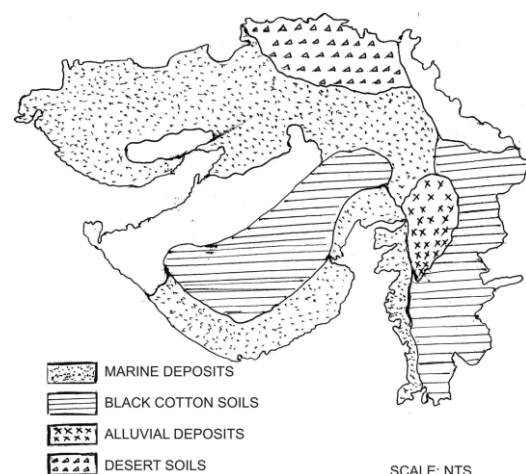 MARINE DEPOSITS
BLACK COTTON SOILS
ALLUVIAL DEPOSITS
DESERT SOILS
SCALE: NTS